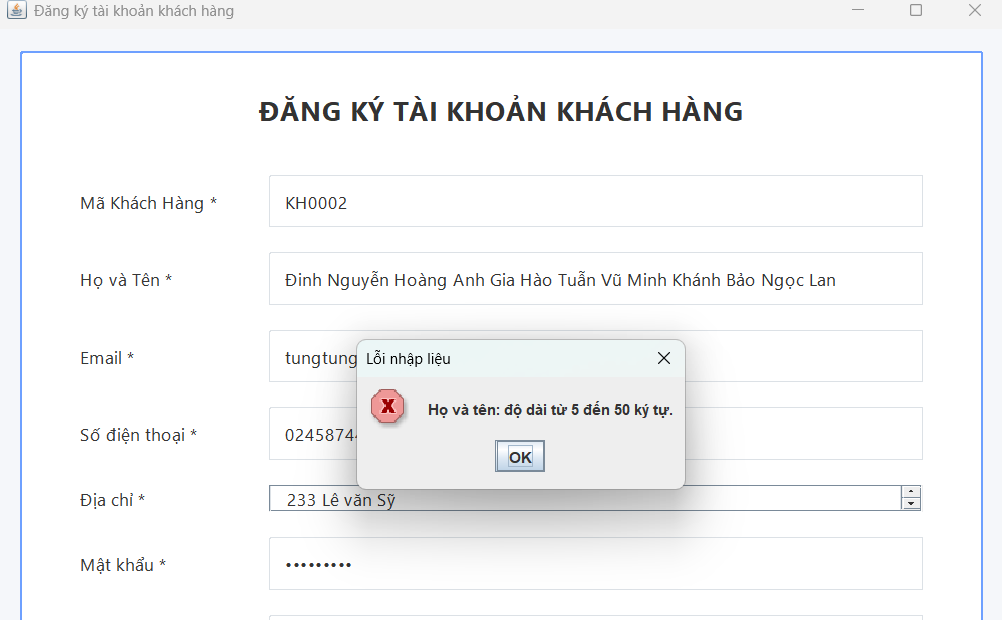 Đăng ký tài khoản khách hàng
ĐĂNG KÝ TÀI KHOẢN KHÁCH HÀNG
Mã Khách Hàng * KH0002
Họ và Tên * Đinh Nguyễn Hoàng Anh Gia Hào Tuẫn Vũ Minh Khánh Bảo Ngọc Lan
Email * tungtung
Lỗi nhập liệu
Họ và tên: độ dài từ 5 đến 50 ký tự.
OK
Số điện thoại * 0245874
Địa chỉ * 233 Lê văn Sỹ
Mật khẩu * •••••••••